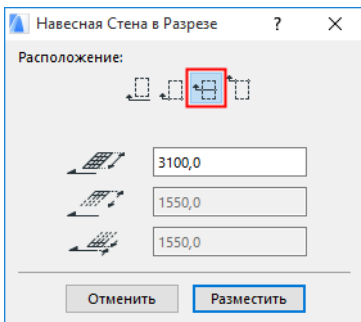 Навесная Стена в Разрезе
?
Расположение:
3100,0
1550,0
1550,0
Отменить
Разместить